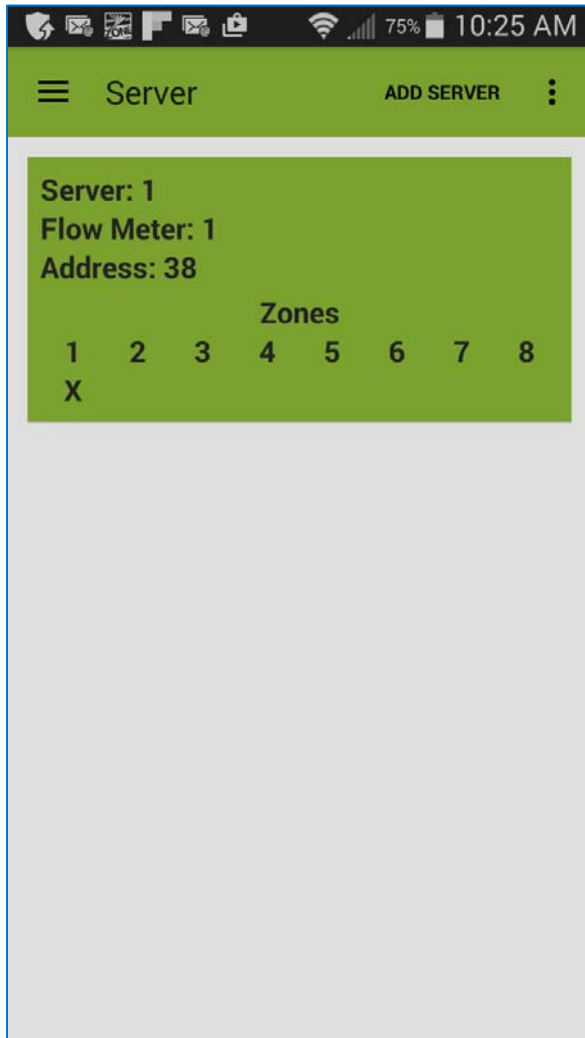 75% 10:25 AM
Server ADD SERVER
Server: 1
Flow Meter: 1
Address: 38
Zones
1 2 3 4 5 6 7 8
X